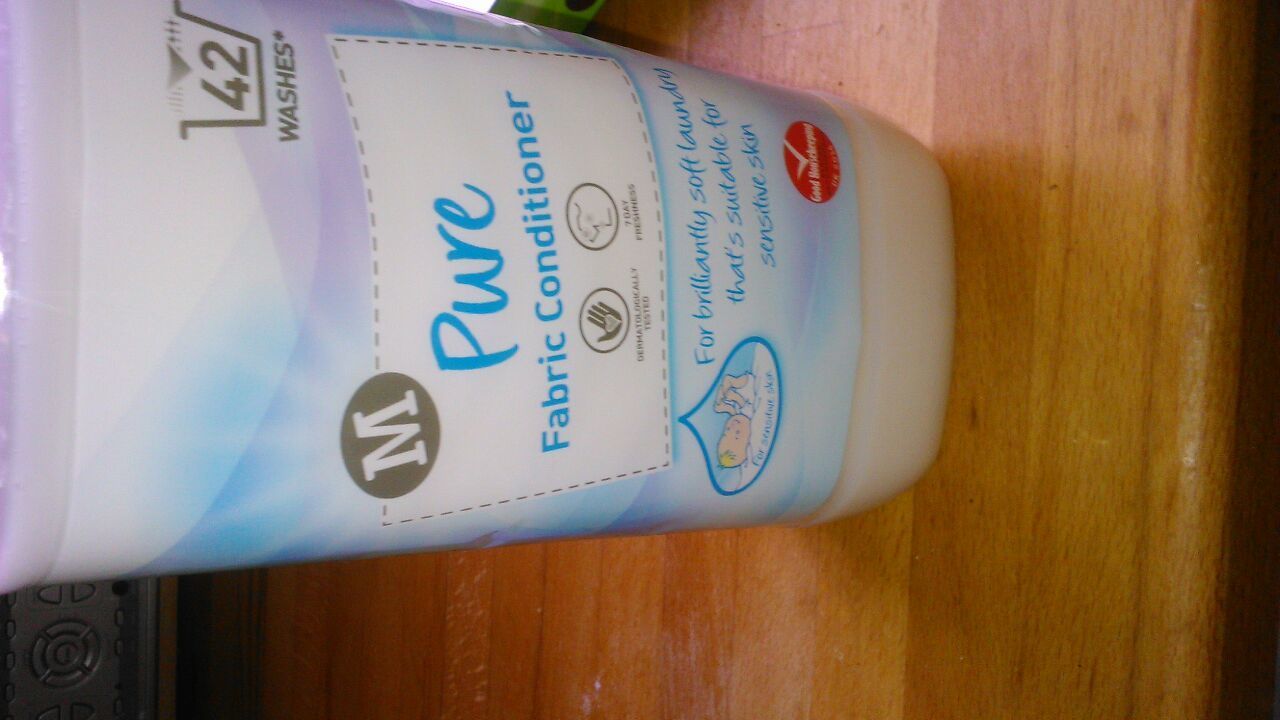 42
WASHES*
M
Pure
Fabric Conditioner
DERMATOLOGICALLY
TESTED
7 DAY
FRESHNESS
For brilliantly soft laundry
that's suitable for
sensitive skin
For sensitive skin
Good Housekeeping